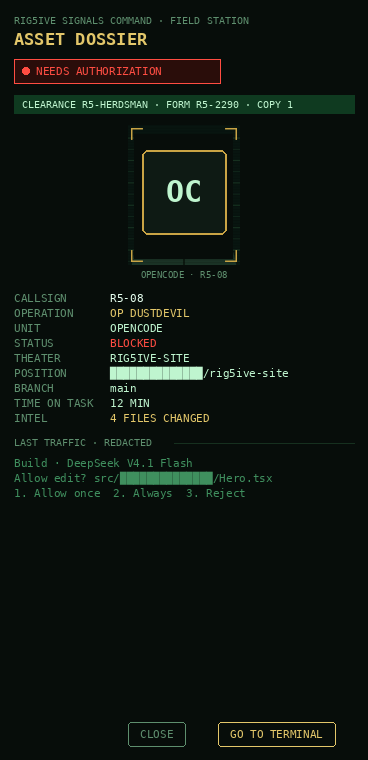 RIG5IVE SIGNALS COMMAND · FIELD STATION
ASSET DOSSIER
NEEDS AUTHORIZATION
CLEARANCE R5-HERDSMAN · FORM R5-2290 · COPY 1
OC
OPENCODE · R5-08
CALLSIGN R5-08
OPERATION OP DUSTDEVIL
UNIT OPENCODE
STATUS BLOCKED
THEATER RIG5IVE-SITE
POSITION ██████████████/rig5ive-site
BRANCH main
TIME ON TASK 12 MIN
INTEL 4 FILES CHANGED
LAST TRAFFIC · REDACTED
Build · DeepSeek V4.1 Flash
Allow edit? src/██████████████/Hero.tsx
1. Allow once 2. Always 3. Reject
CLOSE
GO TO TERMINAL